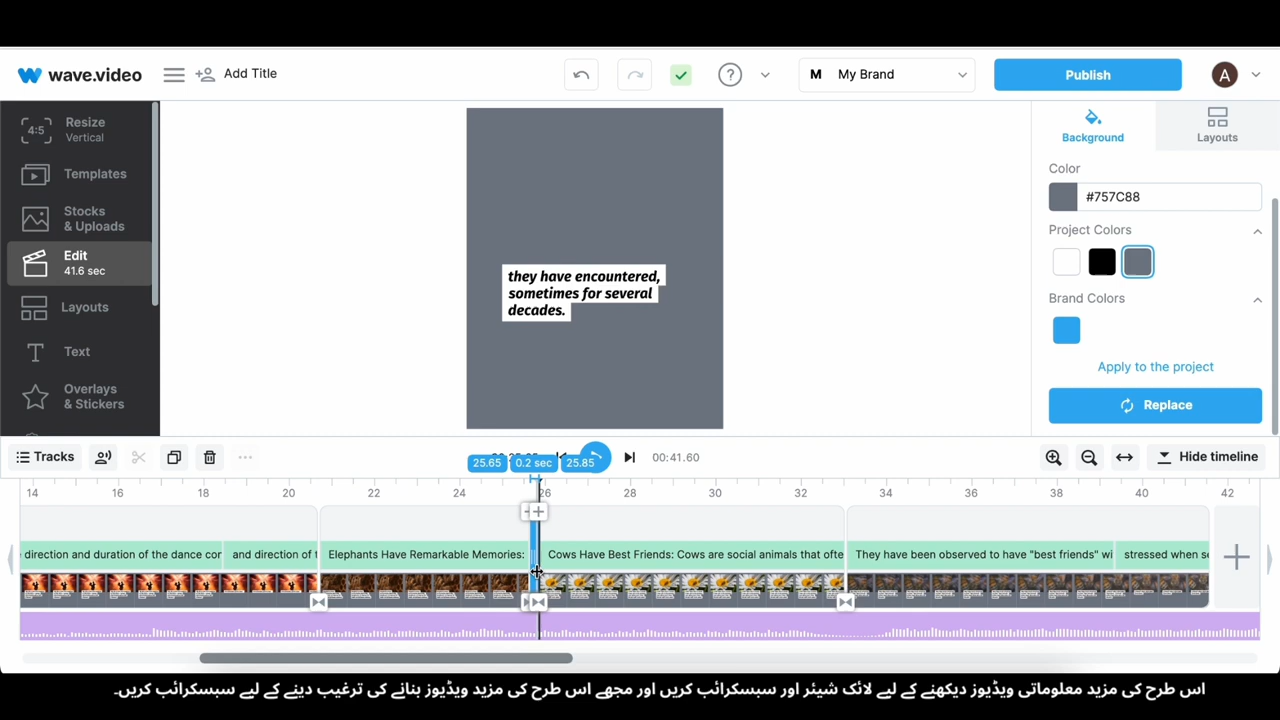 wave.video
Add Title
?
M My Brand
Publish
A
4:5
Resize
Vertical
Templates
Stocks
& Uploads
Edit
41.6 sec
Layouts
Text
Overlays
& Stickers
they have encountered,
sometimes for several
decades.
Background
Layouts
Color
#757C88
Project Colors
Brand Colors
Apply to the project
Replace
Tracks
00:41.60
Hide timeline
25.65 0.2 sec 25.85
14 16 18 20 22 24 26 28 30 32 34 36 38 40 42
direction and duration of the dance cor
and direction of t
Elephants Have Remarkable Memories:
Cows Have Best Friends: Cows are social animals that ofte
They have been observed to have "best friends" wi
stressed when se
اس طرح کی مزید معلوماتی ویڈیوز دیکھنے کے لیے لائک شیئر اور سبسکرائب کریں اور مجھے اس طرح کی مزید ویڈیوز بنانے کی ترغیب دینے کے لیے سبسکرائب کریں۔